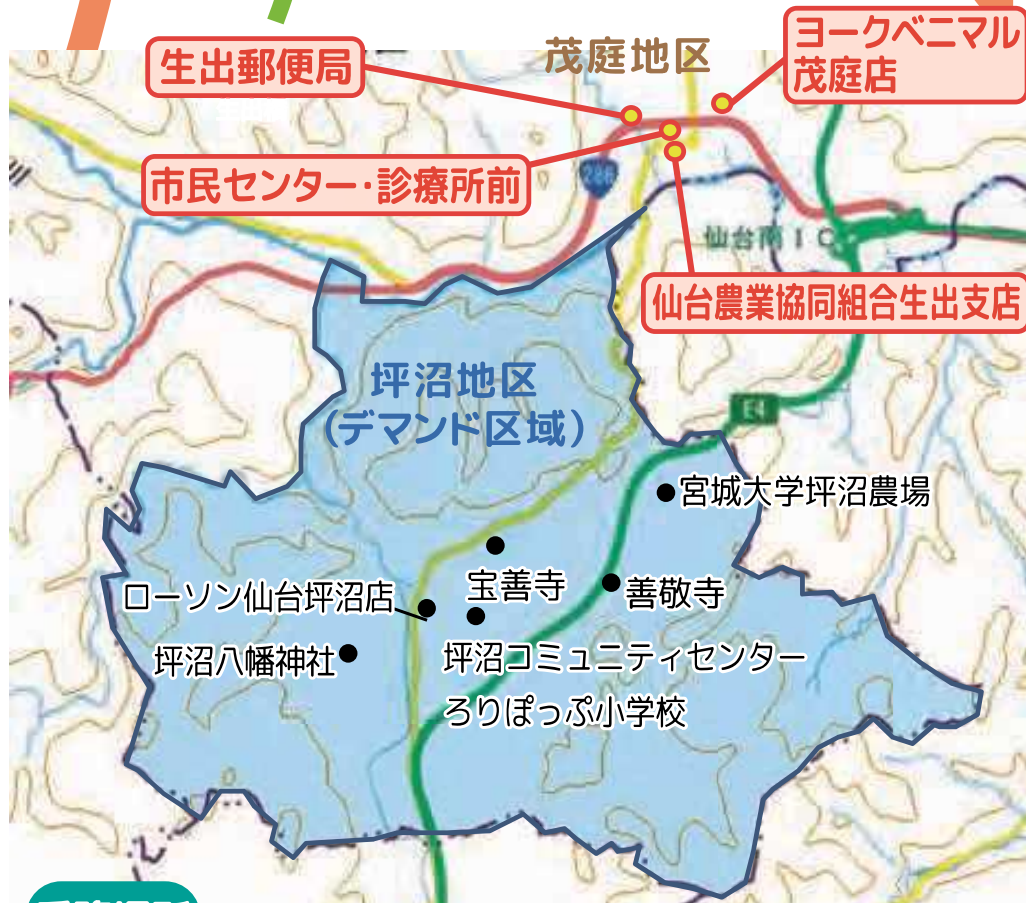 茂庭地区
ヨークベニマル
茂庭店
生出郵便局
市民センター・診療所前
286
仙台南IC
仙台農業協同組合生出支店
坪沼地区
(デマンド区域)
E4
宮城大学坪沼農場
宝善寺
善敬寺
ローソン仙台坪沼店
坪沼八幡神社
坪沼コミュニティセンター
ろりぽっぷ小学校